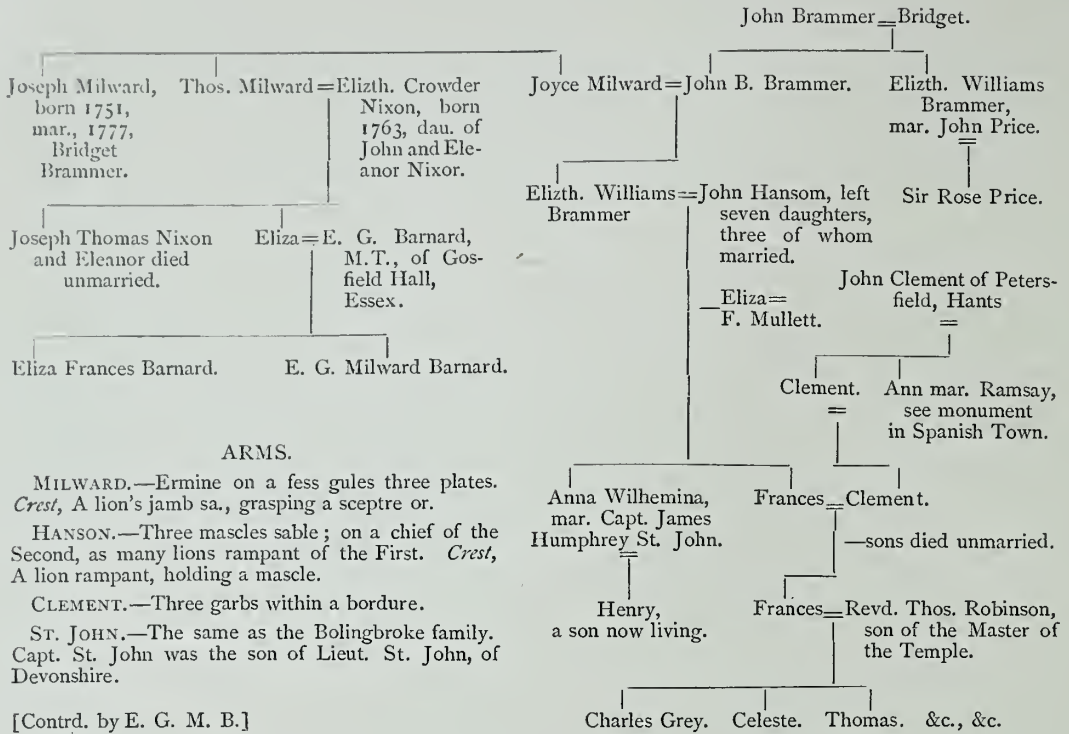 John Brammer=Bridget.
Joseph Milward,
born 1751,
mar., 1777,
Bridget
Brammer.
Thos. Milward=Elizth. Crowder
Nixon, born
1763, dau. of
John and Ele-
anor Nixor.
Joyce Milward=John B. Brammer.
Elizth. Williams
Brammer,
mar. John Price.
=
Sir Rose Price.
Elizth. Williams=John Hansom, left
Brammer
seven daughters,
three of whom
married.
Joseph Thomas Nixon
and Eleanor died
unmarried.
Eliza=E. G. Barnard,
M.T., of Gos-
field Hall,
Essex.
—Eliza=
F. Mullett.
John Clement of Peters-
field, Hants
=
Eliza Frances Barnard.
E. G. Milward Barnard.
Clement.
=
Ann mar. Ramsay,
see monument
in Spanish Town.
Anna Wilhemina,
mar. Capt. James
Humphrey St. John.
=
Frances=Clement.
—sons died unmarried.
Henry,
a son now living.
Frances=Revd. Thos. Robinson,
son of the Master of
the Temple.
Charles Grey. Celeste. Thomas. &c., &c.
ARMS.
MILWARD.—Ermine on a fess gules three plates.
Crest, A lion's jamb sa., grasping a sceptre or.
HANSON.—Three mascles sable; on a chief of the
Second, as many lions rampant of the First. Crest,
A lion rampant, holding a mascle.
CLEMENT.—Three garbs within a bordure.
ST. JOHN.—The same as the Bolingbroke family.
Capt. St. John was the son of Lieut. St. John, of
Devonshire.
[Contrd. by E. G. M. B.]